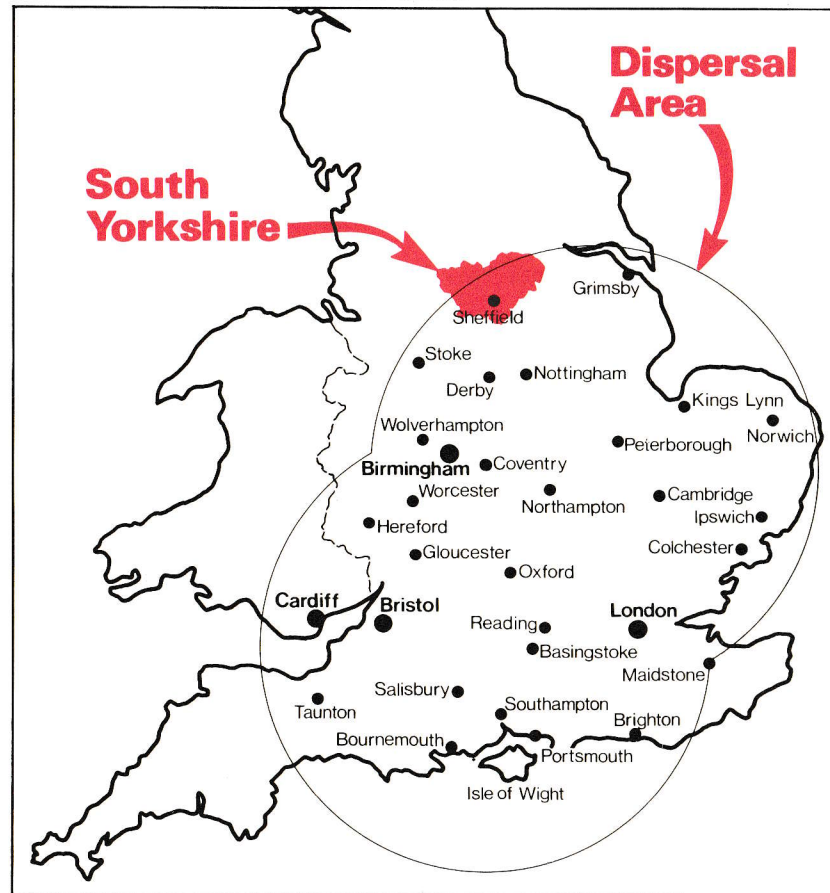 Dispersal
Area
South
Yorkshire
Grimsby
Sheffield
Stoke
Derby
Nottingham
Kings Lynn
Norwich
Wolverhampton
Peterborough
Birmingham
Coventry
Worcester
Northampton
Cambridge
Hereford
Ipswich
Gloucester
Colchester
Oxford
Cardiff
Bristol
London
Reading
Basingstoke
Maidstone
Salisbury
Taunton
Southampton
Brighton
Bournemouth
Portsmouth
Isle of Wight